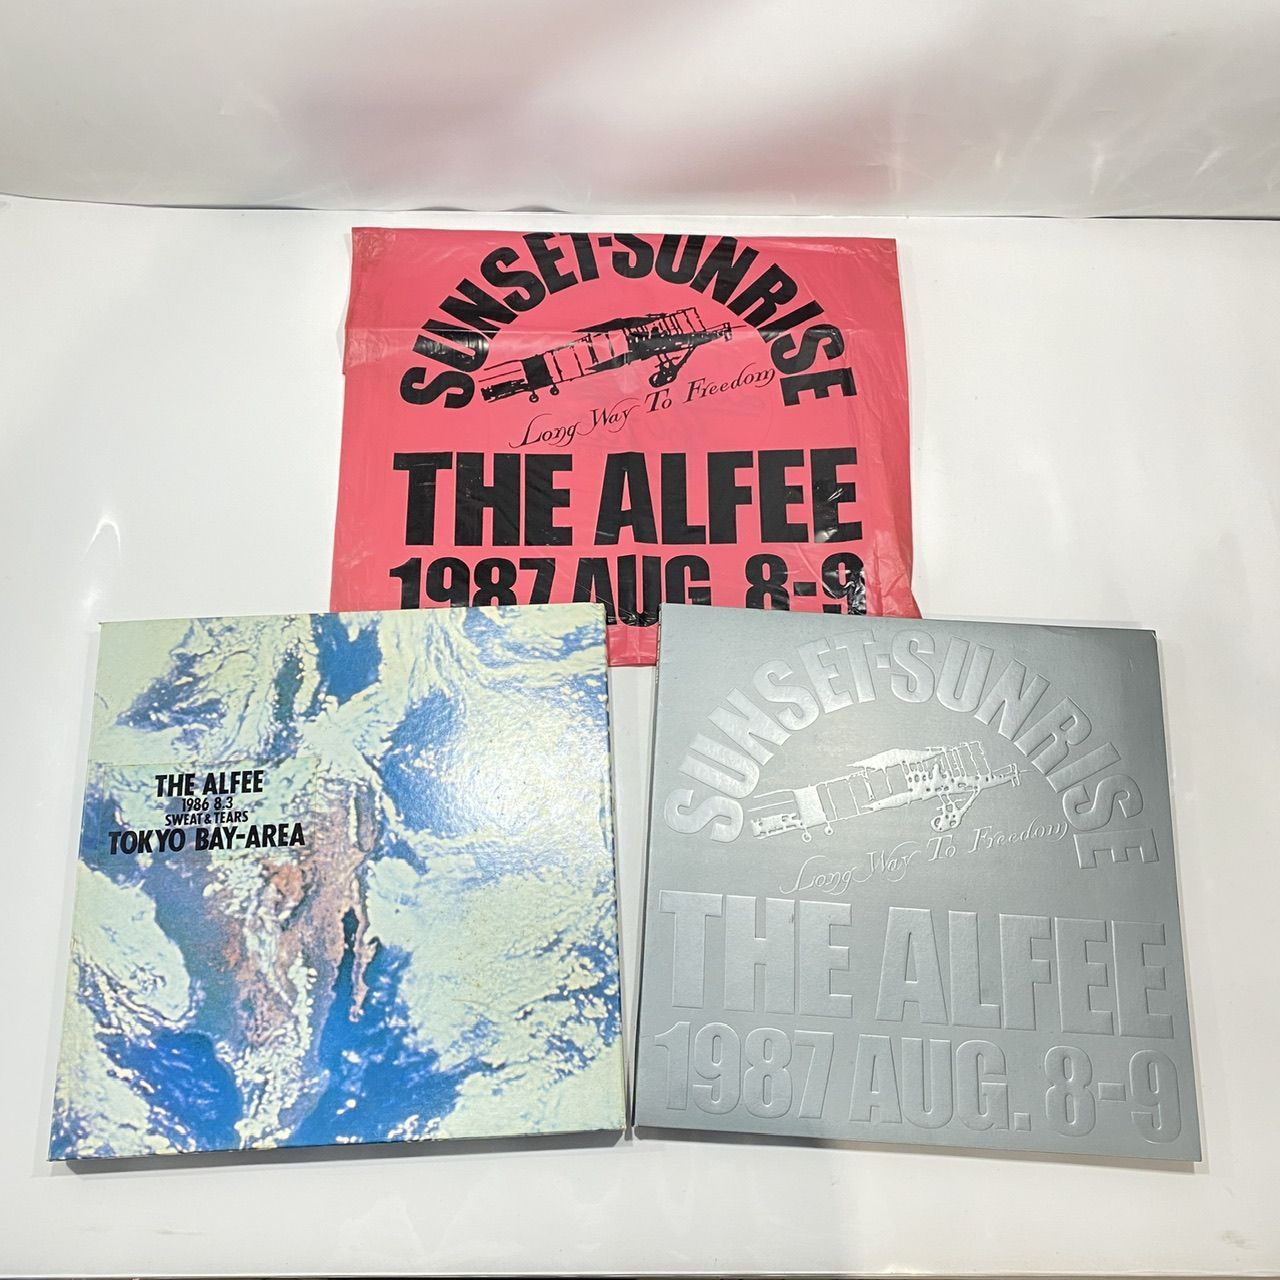 SUNSET-SUNRISE
Long Way To Freedom
THE ALFEE
1987 AUG. 8-9
THE ALFEE
1986 8.3
SWEAT & TEARS
TOKYO BAY-AREA
SUNSET-SUNRISE
Long Way To Freedom
THE ALFEE
1987 AUG. 8-9